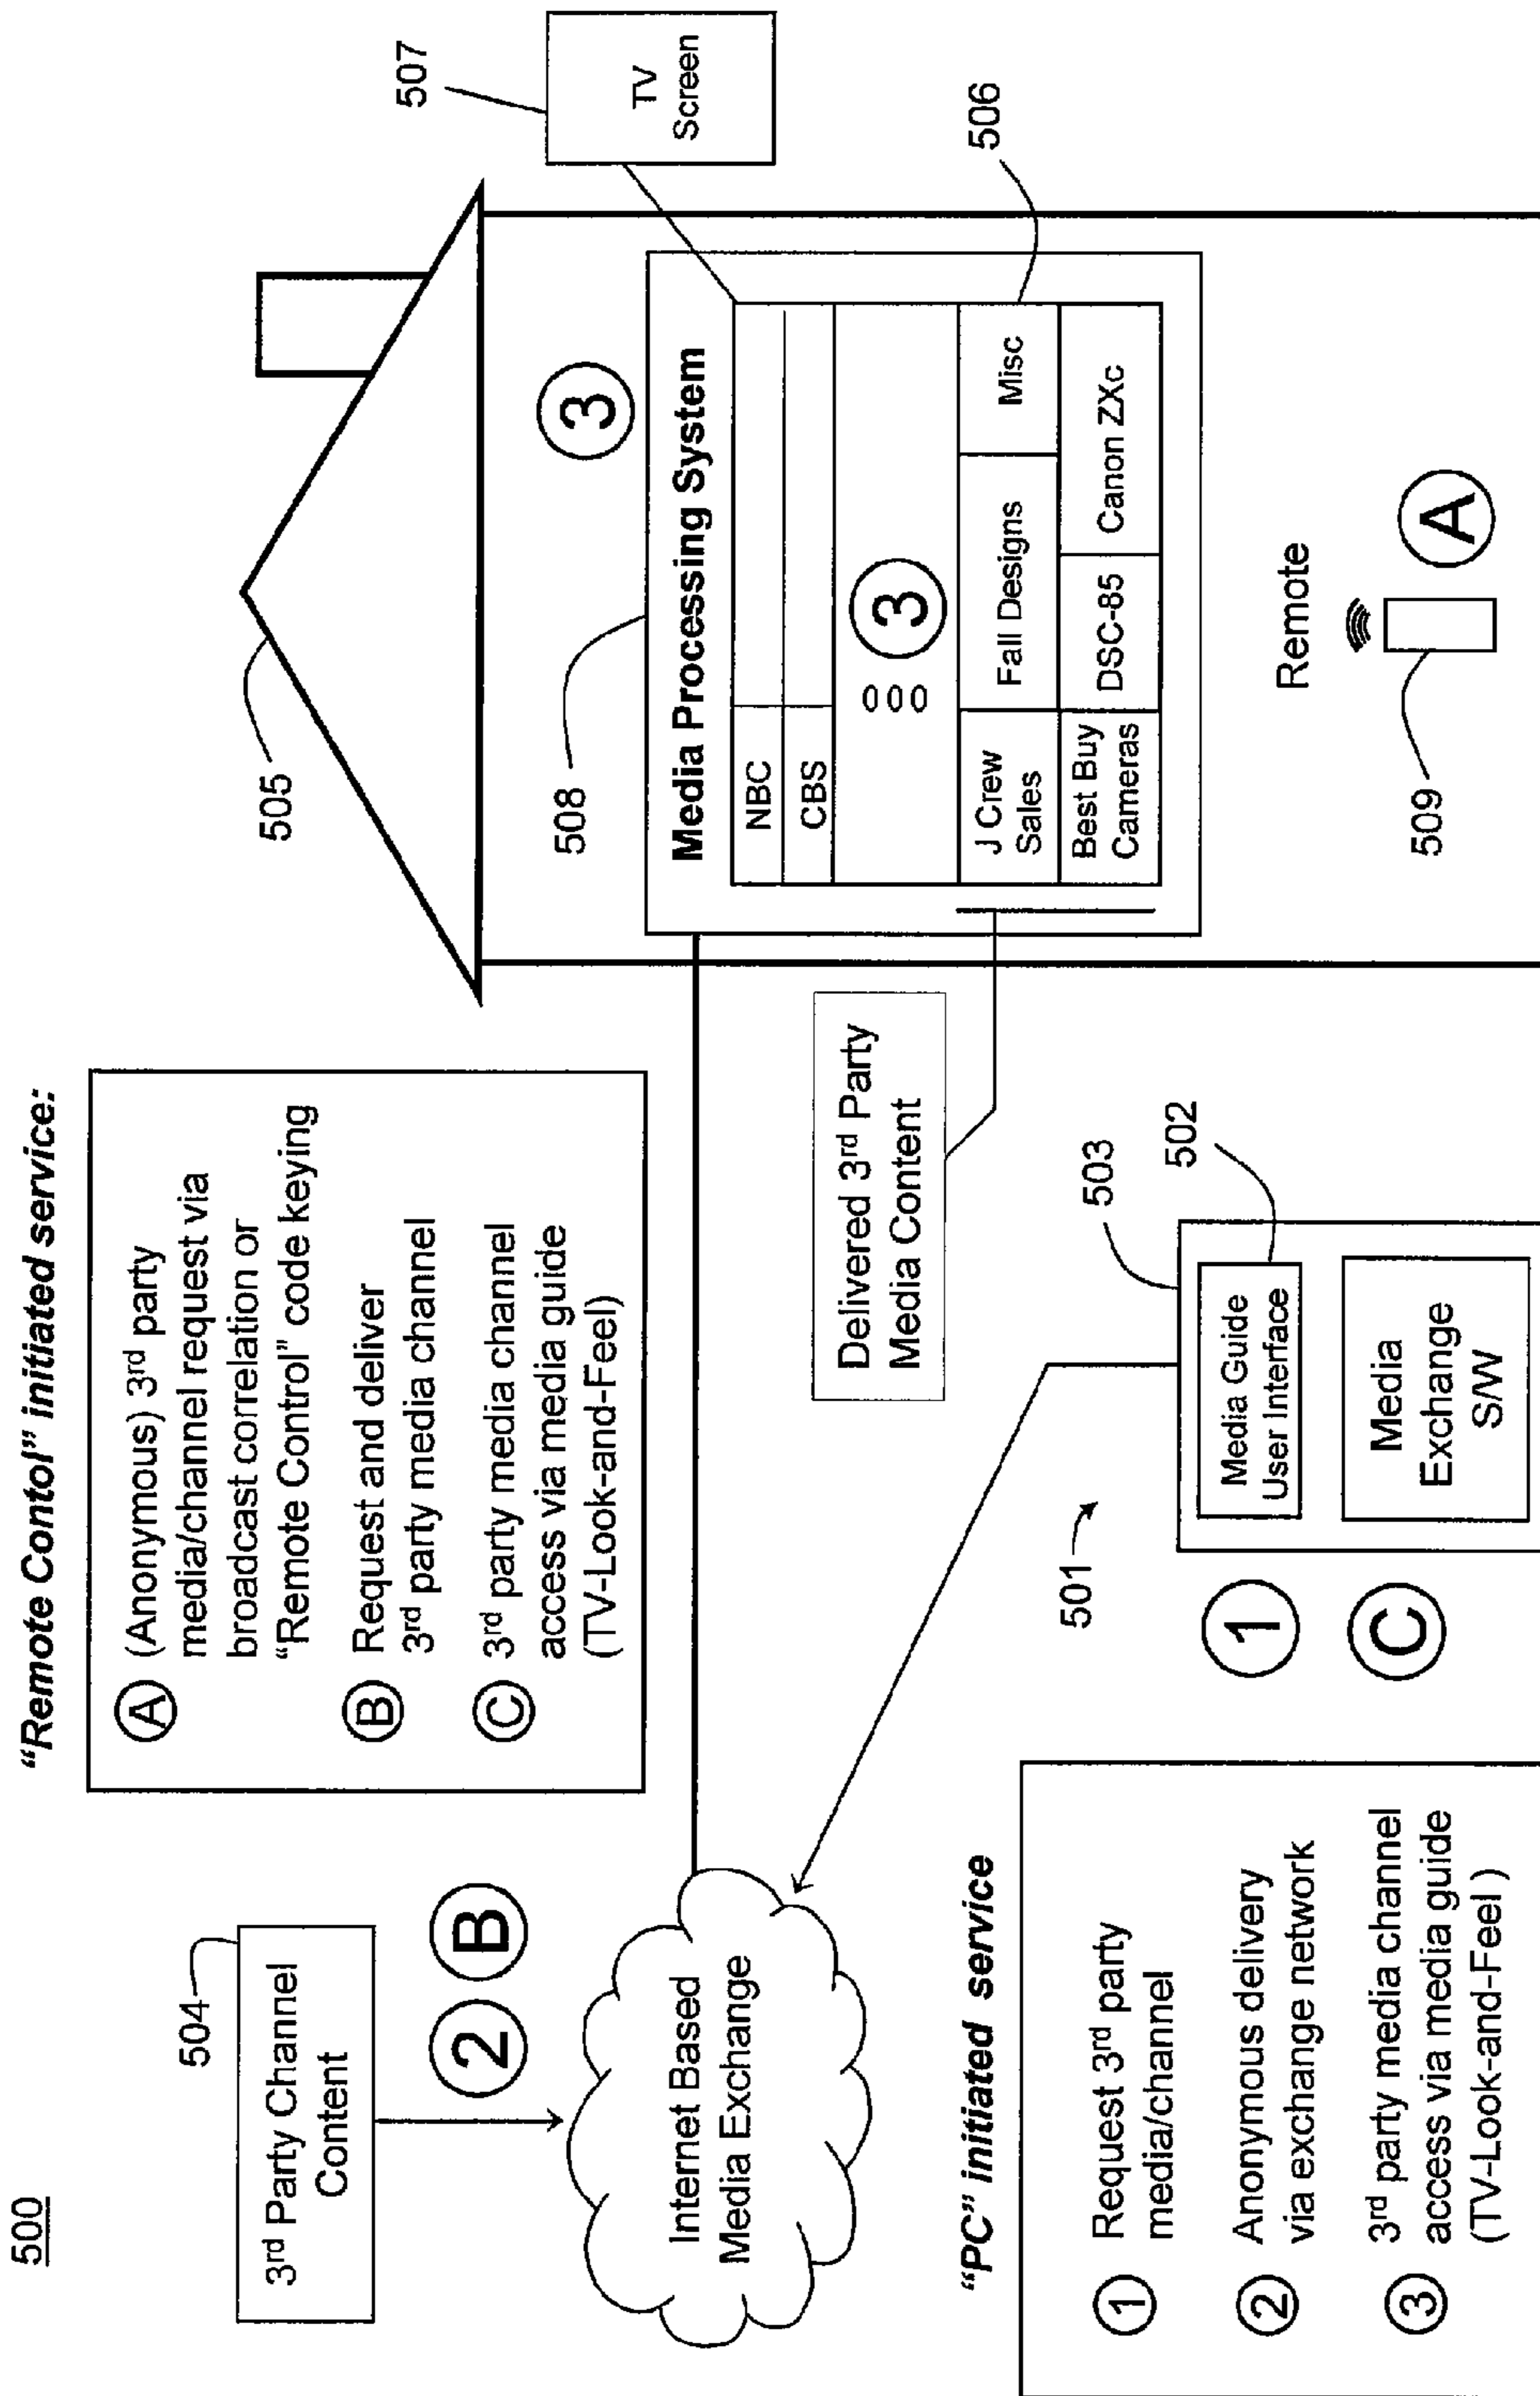 500
"Remote Contol" initiated service:
504
3rd Party Channel
Content
2
B
A
(Anonymous) 3rd party
media/channel request via
broadcast correlation or
"Remote Control" code keying
B
Request and deliver
3rd party media channel
C
3rd party media channel
access via media guide
(TV-Look-and-Feel)
505
507
TV
Screen
3
508
Media Processing System
NBC
CBS
000
3
J Crew
Sales
Fall Designs
Misc
Best Buy
Cameras
DSC-85
Canon ZXc
506
Internet Based
Media Exchange
Delivered 3rd Party
Media Content
Remote
509
A
"PC" initiated service
1
Request 3rd party
media/channel
2
Anonymous delivery
via exchange network
3
3rd party media channel
access via media guide
(TV-Look-and-Feel )
501
503
502
1
C
Media Guide
User Interface
Media
Exchange
S/W